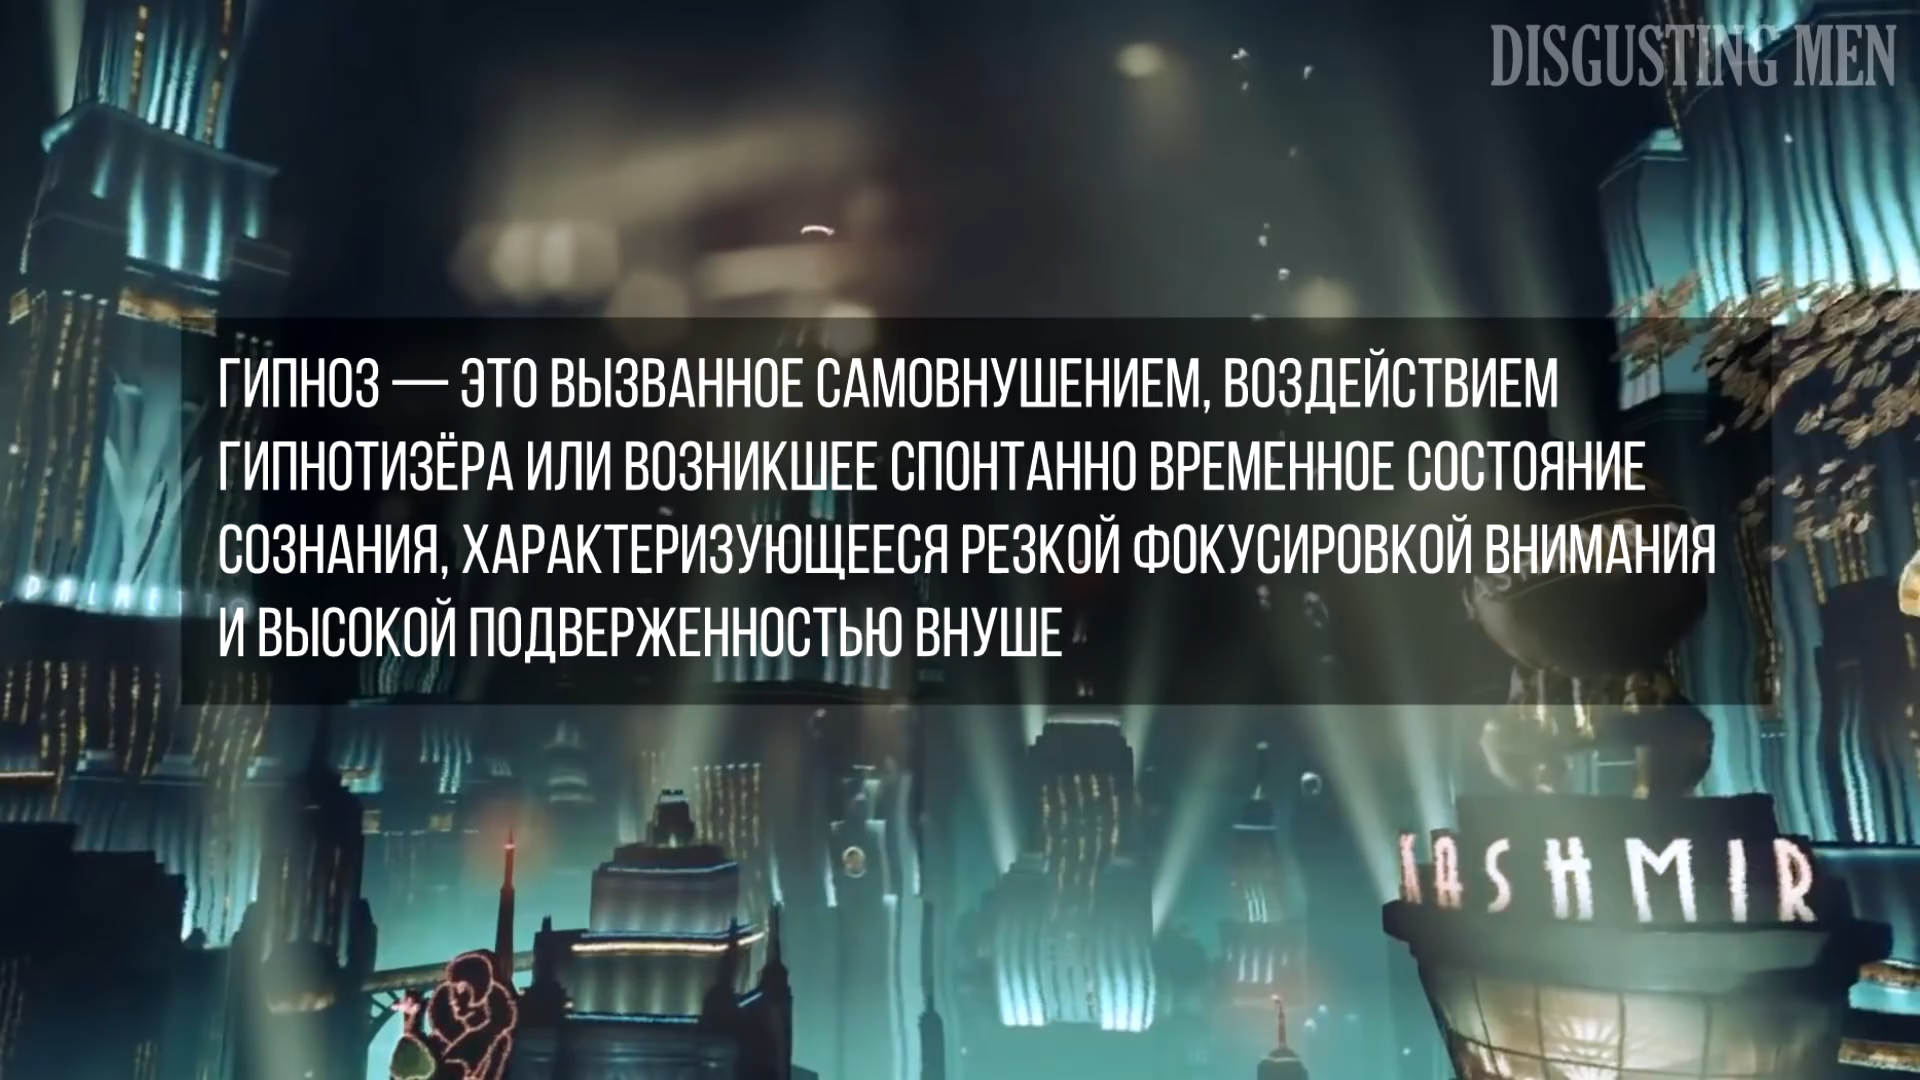 DISGUSTING MEN
ГИПНОЗ — ЭТО ВЫЗВАННОЕ САМОВНУШЕНИЕМ, ВОЗДЕЙСТВИЕМ
ГИПНОТИЗЁРА ИЛИ ВОЗНИКШЕЕ СПОНТАННО ВРЕМЕННОЕ СОСТОЯНИЕ
СОЗНАНИЯ, ХАРАКТЕРИЗУЮЩЕЕСЯ РЕЗКОЙ ФОКУСИРОВКОЙ ВНИМАНИЯ
И ВЫСОКОЙ ПОДВЕРЖЕННОСТЬЮ ВНУШЕ
KASHMIR